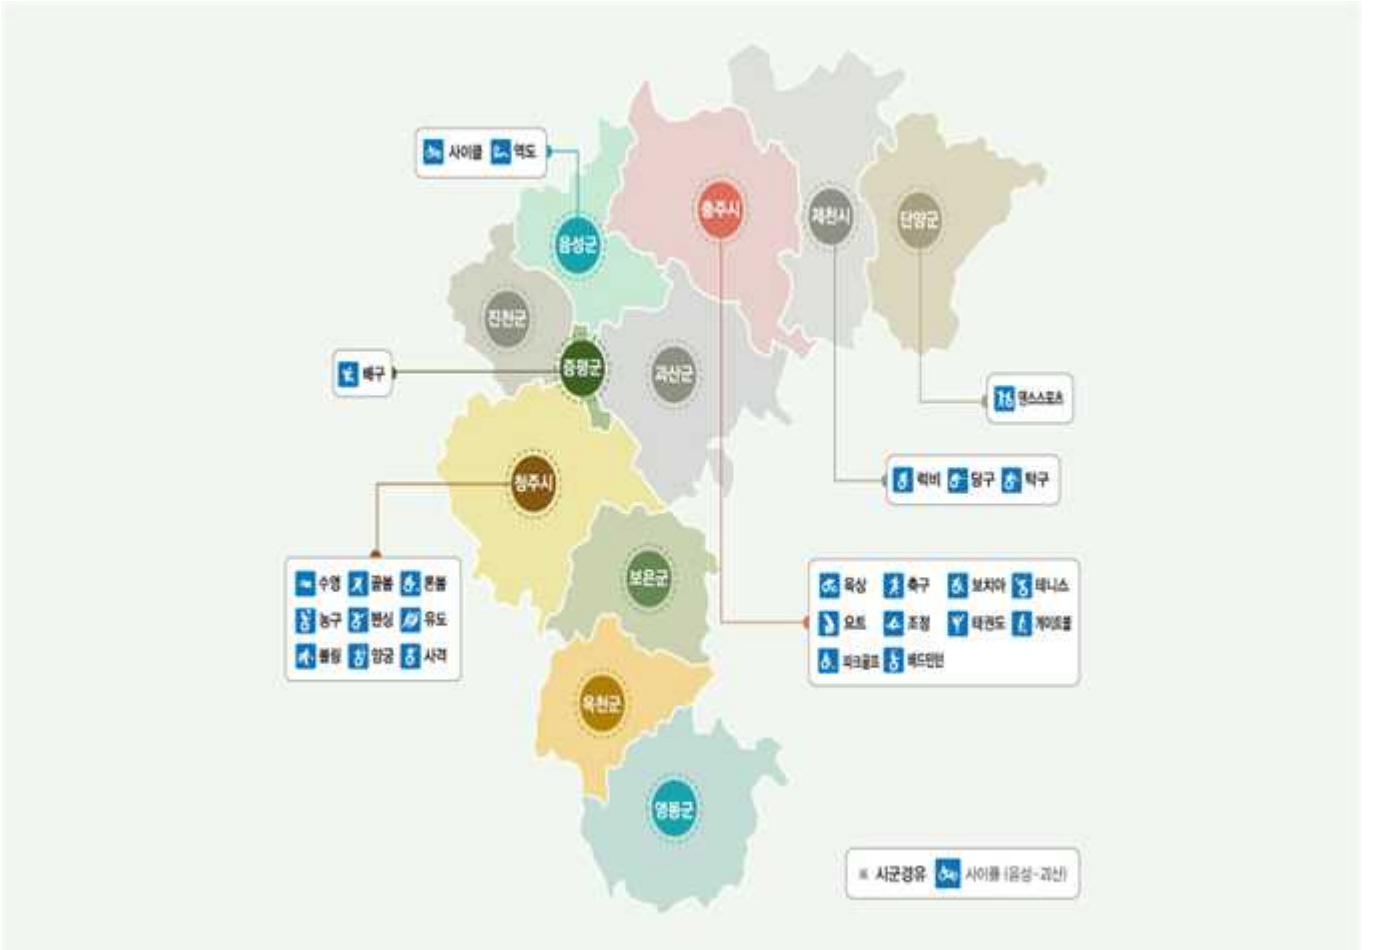 사이클 역도
충주시
제천시
단양군
음성군
진천군
증평군
괴산군
배구
댄스스포츠
럭비 당구 탁구
청주시
수영 골볼 론볼
농구 펜싱 유도
볼링 양궁 사격
보은군
육상 축구 보치아 테니스
요트 조정 태권도 게이트볼
파크골프 배드민턴
옥천군
영동군
※ 시군경유 사이클 (음성-괴산)